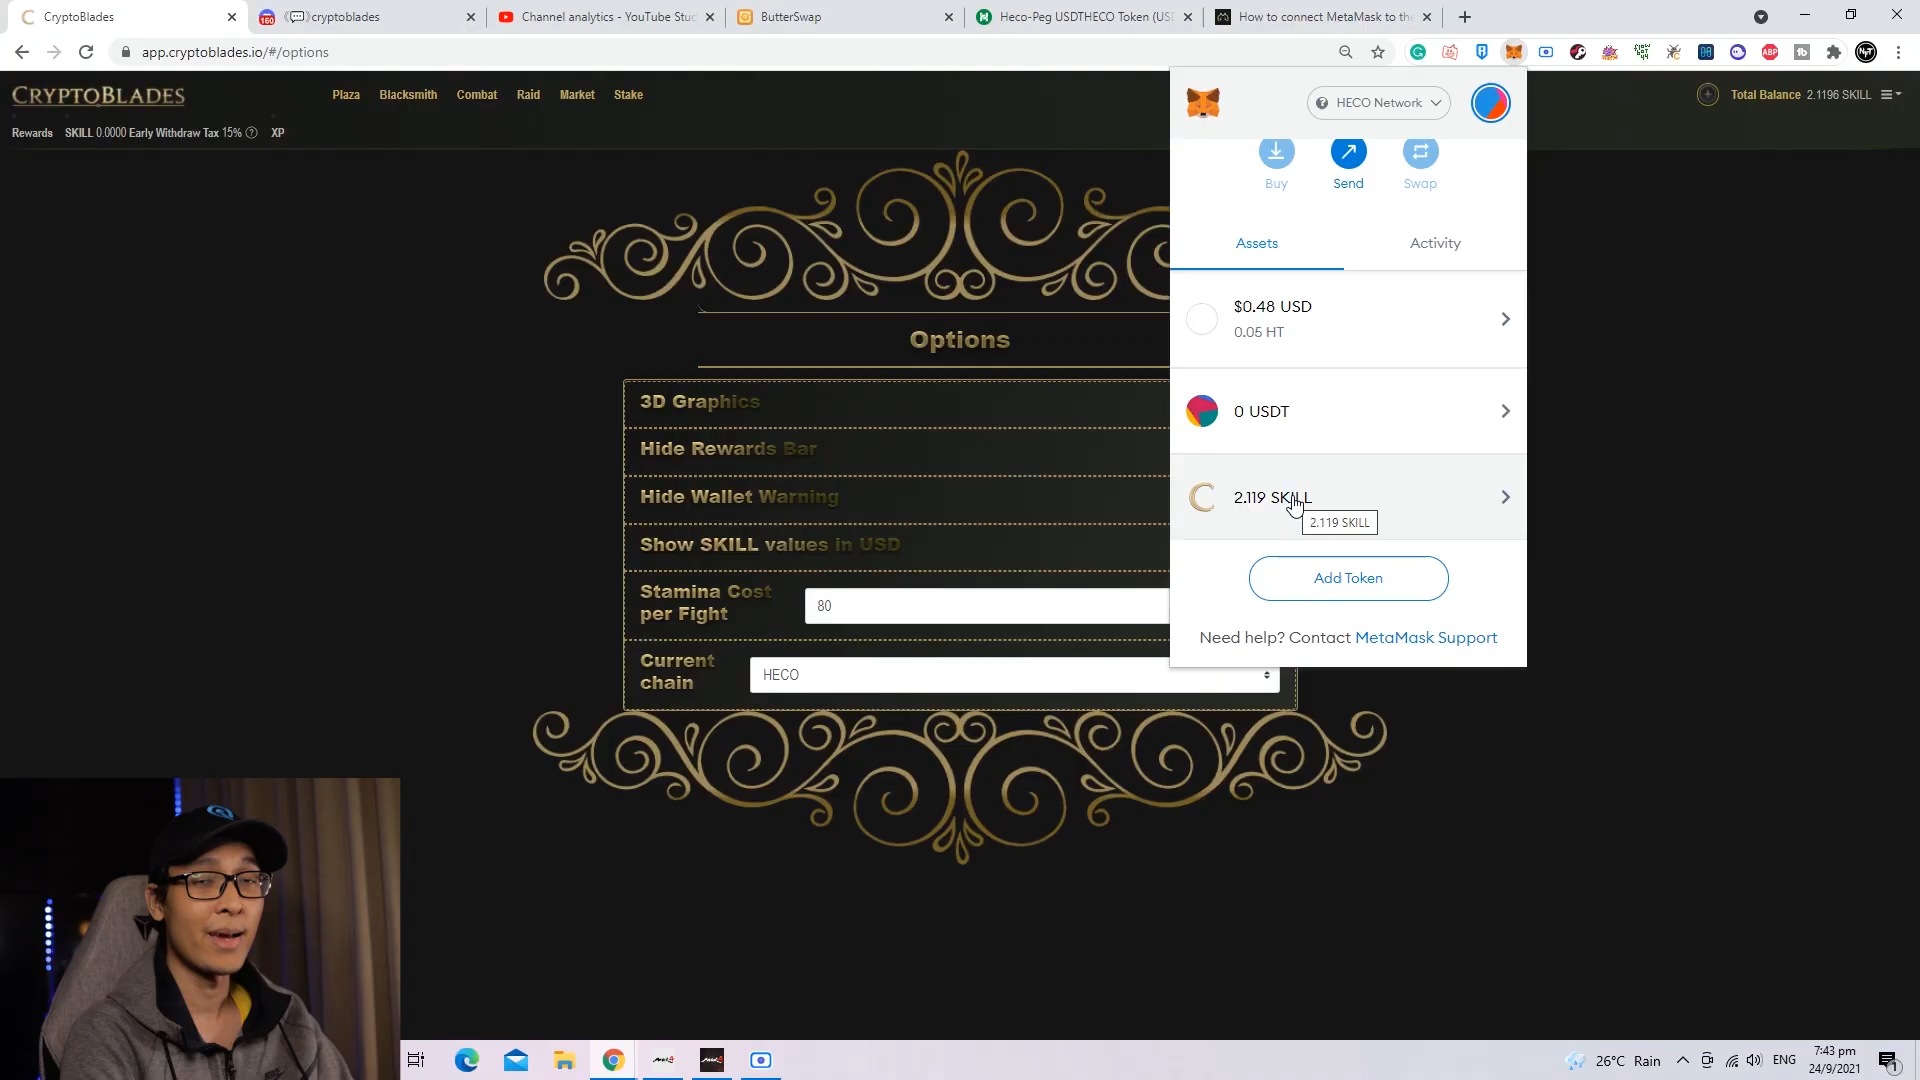 CryptoBlades
160
《💬》cryptoblades
Channel analytics - YouTube Stud
ButterSwap
Heco-Peg USDTHECO Token (USD
How to connect MetaMask to the
app.cryptoblades.io/#/options
ABP
CRYPTOBLADES
Plaza
Blacksmith
Combat
Raid
Market
Stake
Total Balance 2.1196 SKILL
Rewards SKILL 0.0000 Early Withdraw Tax 15% ? XP
HECO Network
Buy
Send
Swap
Assets
Activity
$0.48 USD
0.05 HT
0 USDT
2.119 SKILL
2.119 SKILL
Add Token
Need help? Contact MetaMask Support
Options
3D Graphics
Hide Rewards Bar
Hide Wallet Warning
Show SKILL values in USD
Stamina Cost
per Fight
80
Current
chain
HECO
26°C Rain
ENG
7:43 pm
24/9/2021
1